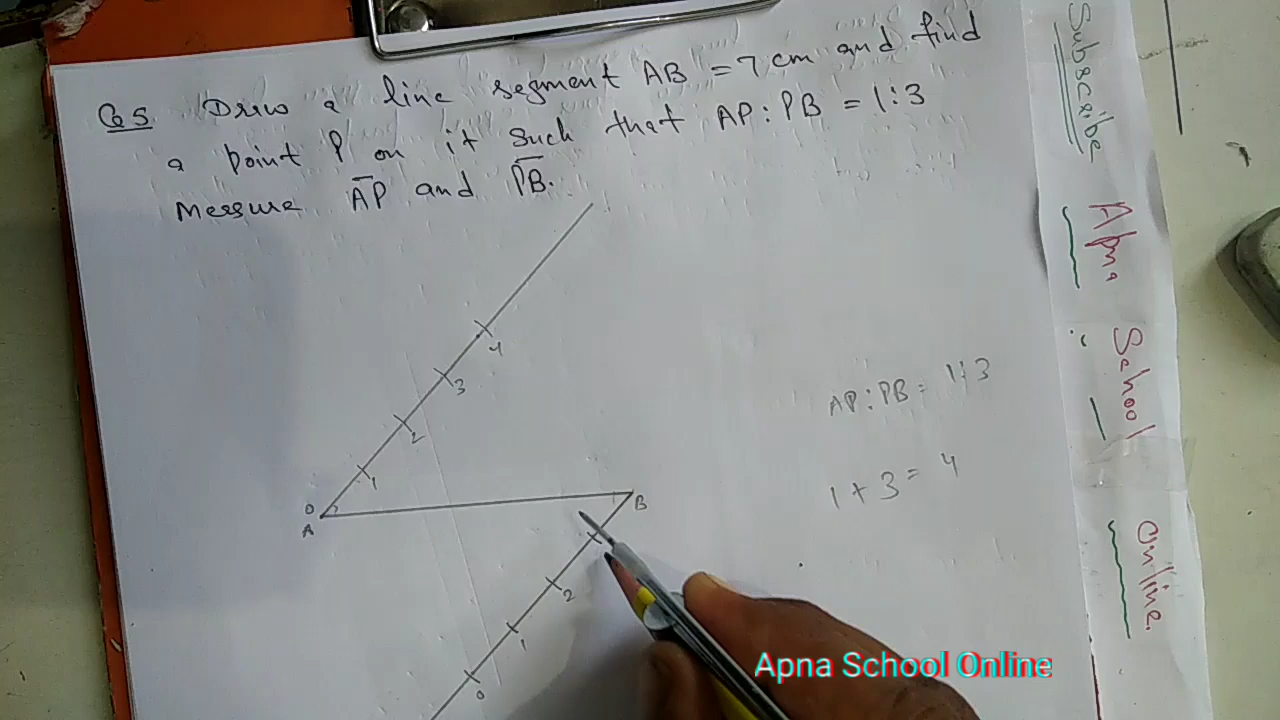 Q5 Draw a line segment AB = 7 cm and find
a point P on it such that AP : PB = 1:3
Messure AP and PB.
4
3
2
1
0
A
B
2
1
0
AP : PB = 1:3
1 + 3 = 4
Subscribe Apna School Online.
Apna School Online